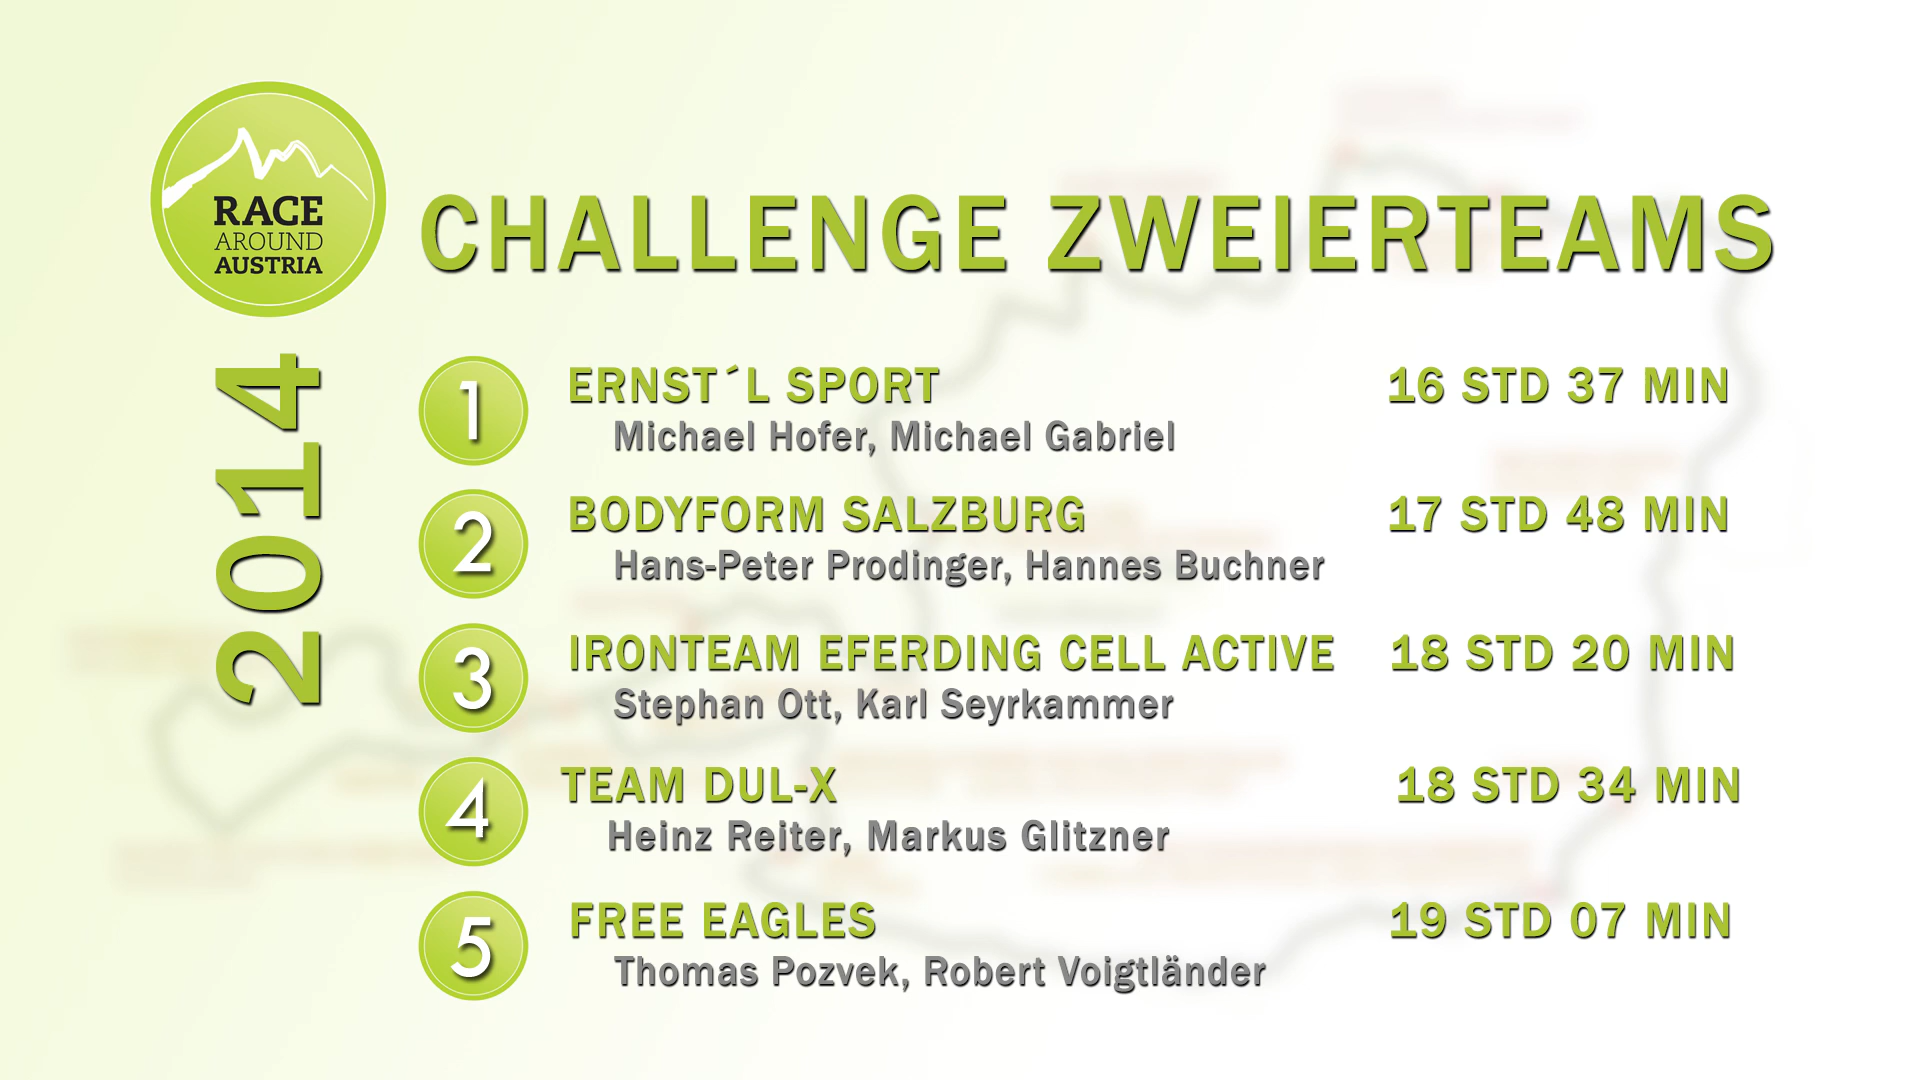 RACE
AROUND
AUSTRIA
CHALLENGE ZWEIERTEAMS
2014
1 ERNST´L SPORT 16 STD 37 MIN
Michael Hofer, Michael Gabriel
2 BODYFORM SALZBURG 17 STD 48 MIN
Hans-Peter Prodinger, Hannes Buchner
3 IRONTEAM EFERDING CELL ACTIVE 18 STD 20 MIN
Stephan Ott, Karl Seyrkammer
4 TEAM DUL-X 18 STD 34 MIN
Heinz Reiter, Markus Glitzner
5 FREE EAGLES 19 STD 07 MIN
Thomas Pozvek, Robert Voigtländer